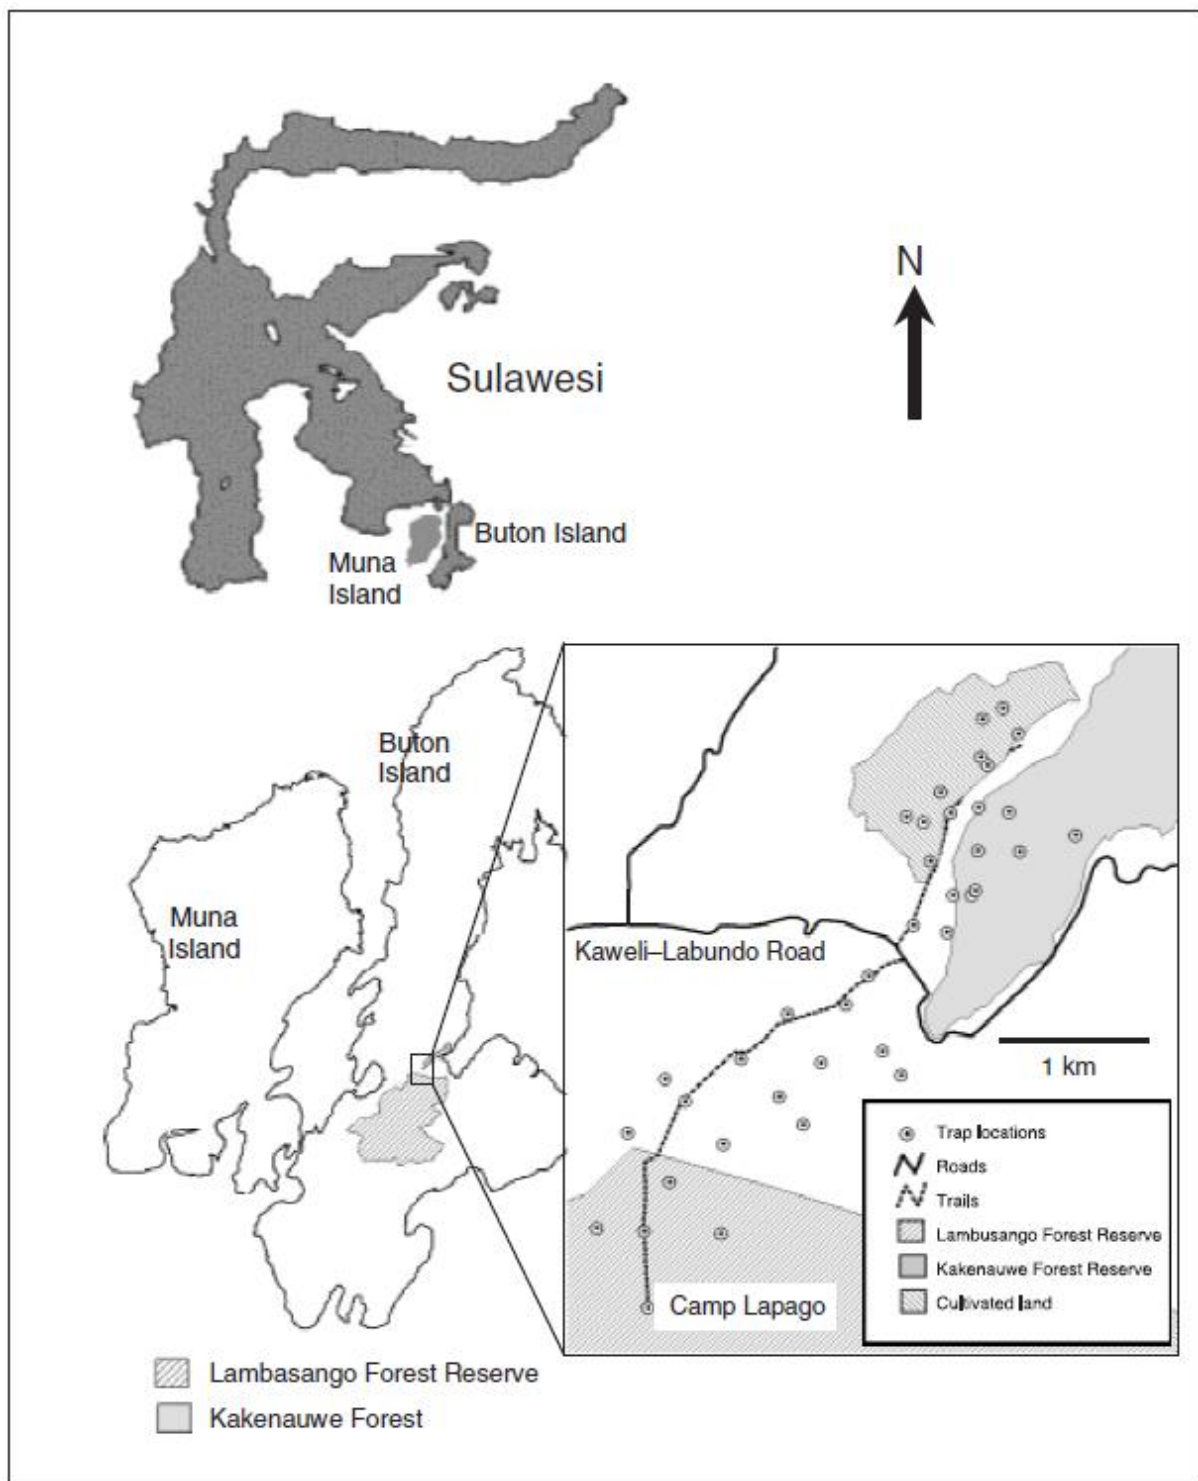 N
Sulawesi
Buton Island
Muna
Island
Buton
Island
Muna
Island
Kaweli–Labundo Road
1 km
Trap locations
Roads
Trails
Lambusango Forest Reserve
Kakenauwe Forest Reserve
Cultivated land
Camp Lapago
Lambasango Forest Reserve
Kakenauwe Forest